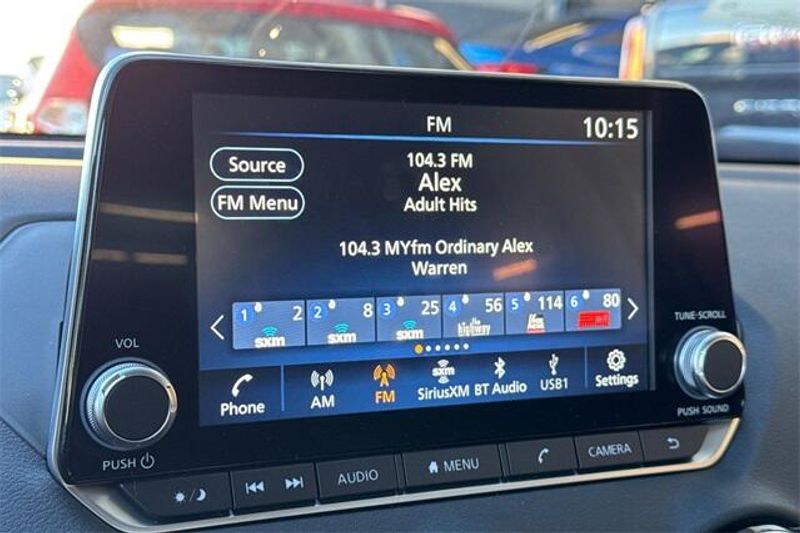 FM
10:15
Source
FM Menu
104.3 FM
Alex
Adult Hits
104.3 MYfm Ordinary Alex
Warren
1 2 sxm
2 8 sxm
3 25 sxm
4 56 the highway
5 114
6 80
Phone
AM
FM
sxm SiriusXM
BT Audio
USB1
Settings
VOL
PUSH
TUNE·SCROLL
PUSH SOUND
AUDIO
MENU
CAMERA